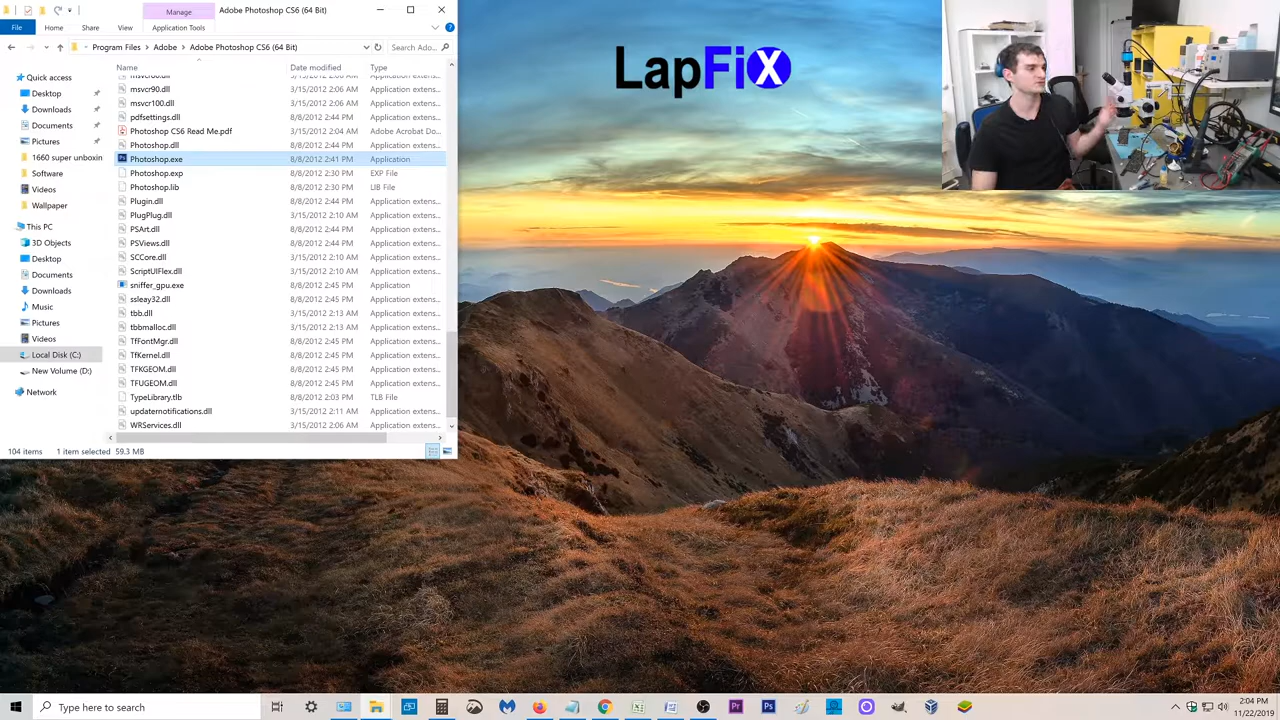 Manage
Adobe Photoshop CS6 (64 Bit)
File
Home
Share
View
Application Tools
Program Files
Adobe
Adobe Photoshop CS6 (64 Bit)
Search Ado...
Name
Date modified
Type
Quick access
Desktop
Downloads
Documents
Pictures
1660 super unboxin
Software
Videos
Wallpaper
This PC
3D Objects
Desktop
Documents
Downloads
Music
Pictures
Videos
Local Disk (C:)
New Volume (D:)
Network
msvcr90.dll 3/15/2012 2:06 AM Application extens...
msvcr100.dll 3/15/2012 2:06 AM Application extens...
pdfsettings.dll 8/8/2012 2:44 PM Application extens...
Photoshop CS6 Read Me.pdf 3/15/2012 2:04 AM Adobe Acrobat Do...
Photoshop.dll 8/8/2012 2:44 PM Application extens...
Photoshop.exe 8/8/2012 2:41 PM Application
Photoshop.exp 8/8/2012 2:30 PM EXP File
Photoshop.lib 8/8/2012 2:30 PM LIB File
Plugin.dll 8/8/2012 2:44 PM Application extens...
PlugPlug.dll 3/15/2012 2:10 AM Application extens...
PSArt.dll 8/8/2012 2:44 PM Application extens...
PSViews.dll 8/8/2012 2:44 PM Application extens...
SCCore.dll 3/15/2012 2:10 AM Application extens...
ScriptUIFlex.dll 3/15/2012 2:10 AM Application extens...
sniffer_gpu.exe 8/8/2012 2:45 PM Application
ssleay32.dll 8/8/2012 2:45 PM Application extens...
tbb.dll 3/15/2012 2:13 AM Application extens...
tbbmalloc.dll 3/15/2012 2:13 AM Application extens...
TfFontMgr.dll 8/8/2012 2:45 PM Application extens...
TfKernel.dll 8/8/2012 2:45 PM Application extens...
TFKGEOM.dll 8/8/2012 2:45 PM Application extens...
TFUGEOM.dll 8/8/2012 2:45 PM Application extens...
TypeLibrary.tlb 8/8/2012 2:03 PM TLB File
updaternotifications.dll 3/15/2012 2:11 AM Application extens...
WRServices.dll 3/15/2012 2:06 AM Application extens...
104 items
1 item selected 59.3 MB
LapFiX
Type here to search
2:04 PM
11/22/2019